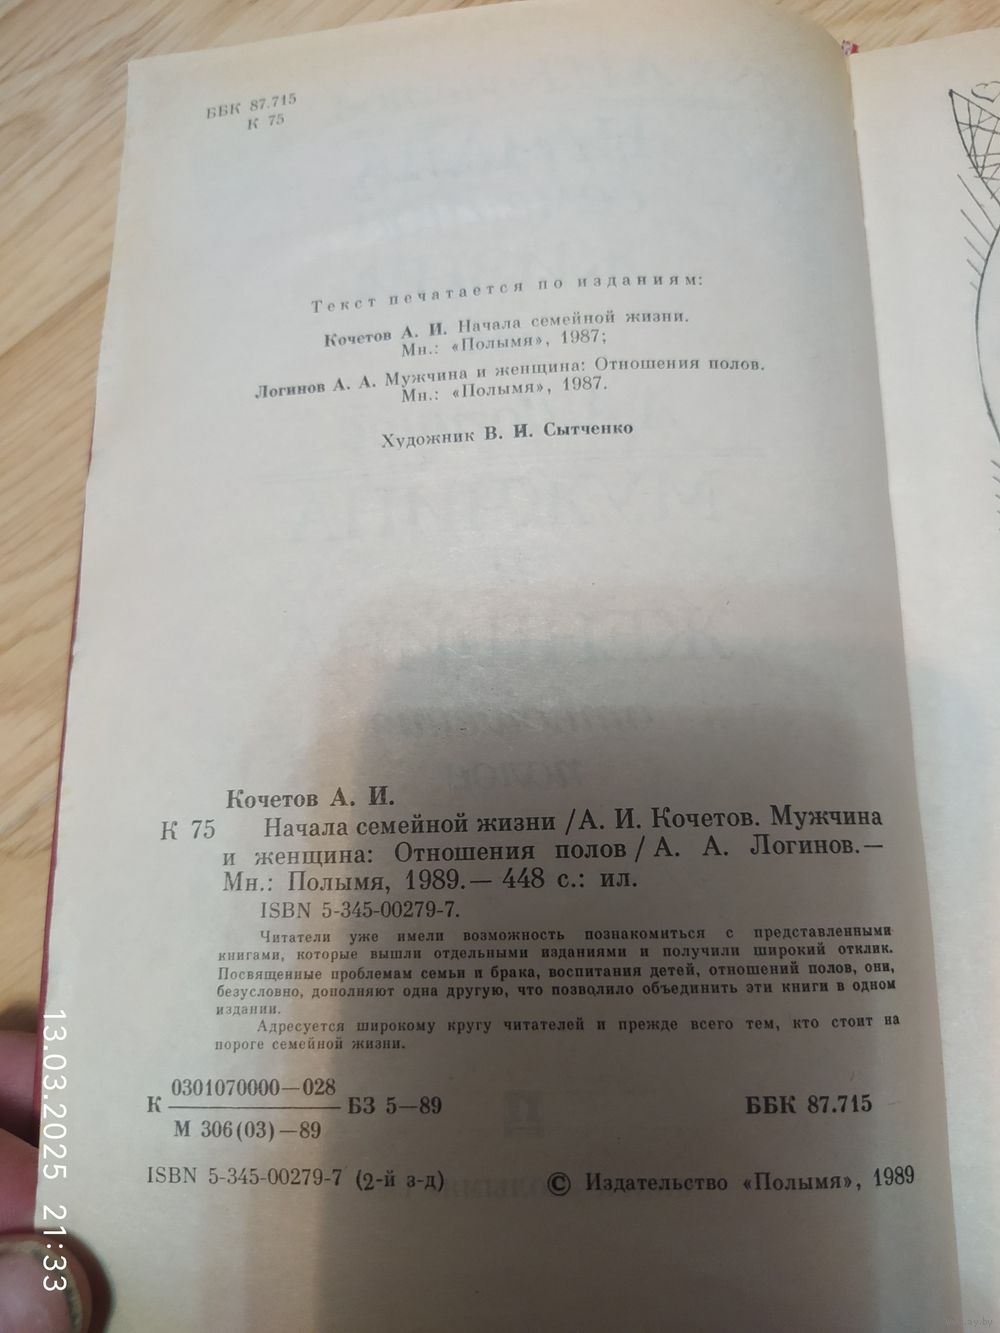 ББК 87.715
К 75
Текст печатается по изданиям:
Кочетов А. И. Начала семейной жизни.
Мн.: «Полымя», 1987;
Логинов А. А. Мужчина и женщина: Отношения полов.
Мн.: «Полымя», 1987.
Художник В. И. Сытченко
Кочетов А. И.
К 75 Начала семейной жизни /А. И. Кочетов. Мужчина
и женщина: Отношения полов / А. А. Логинов.—
Мн.: Полымя, 1989.— 448 с.: ил.
ISBN 5-345-00279-7.
Читатели уже имели возможность познакомиться с представленными
книгами, которые вышли отдельными изданиями и получили широкий отклик.
Посвященные проблемам семьи и брака, воспитания детей, отношений полов, они,
безусловно, дополняют одна другую, что позволило объединить эти книги в одном
издании.
Адресуется широкому кругу читателей и прежде всего тем, кто стоит на
пороге семейной жизни.
0301070000—028
К БЗ 5—89 ББК 87.715
М 306(03)—89
ISBN 5-345-00279-7 (2-й з-д) © Издательство «Полымя», 1989
13.03.2025 21:33